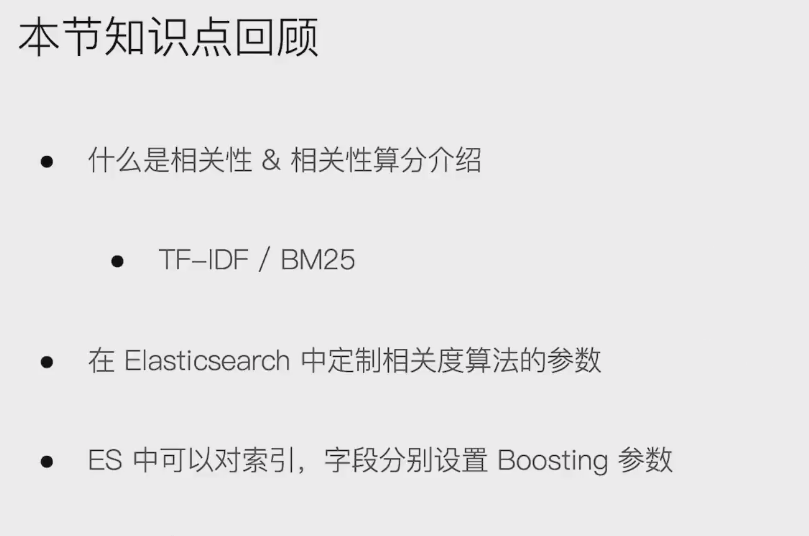 本节知识点回顾
什么是相关性 & 相关性算分介绍
TF-IDF / BM25
在 Elasticsearch 中定制相关度算法的参数
ES 中可以对索引，字段分别设置 Boosting 参数